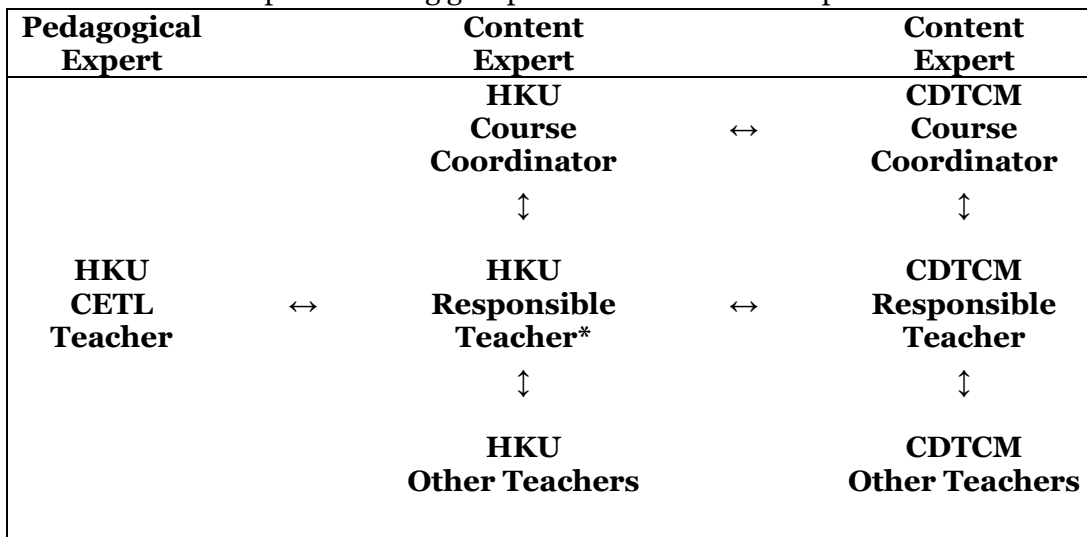 Pedagogical Content Content
Expert Expert Expert
HKU CDTCM
Course ↔ Course
Coordinator Coordinator
↕ ↕
HKU HKU CDTCM
CETL ↔ Responsible ↔ Responsible
Teacher Teacher* Teacher
↕ ↕
HKU CDTCM
Other Teachers Other Teachers